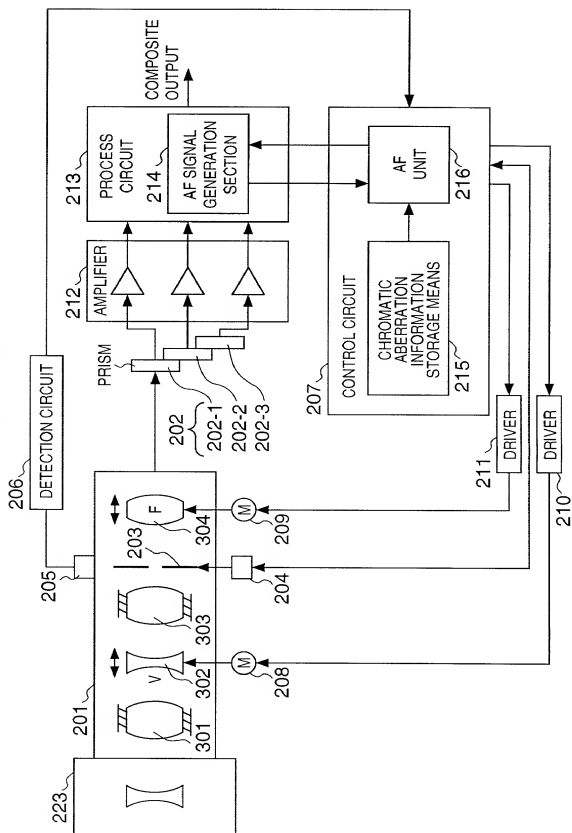 223
201
301
V
302
303
203
F
304
205
204
M
208
M
209
206
DETECTION CIRCUIT
PRISM
202
202-1
202-2
202-3
212
AMPLIFIER
213
PROCESS
CIRCUIT
214
AF SIGNAL
GENERATION
SECTION
COMPOSITE
OUTPUT
207
CONTROL CIRCUIT
CHROMATIC
ABERRATION
INFORMATION
STORAGE MEANS
215
AF
UNIT
216
211
DRIVER
DRIVER
210